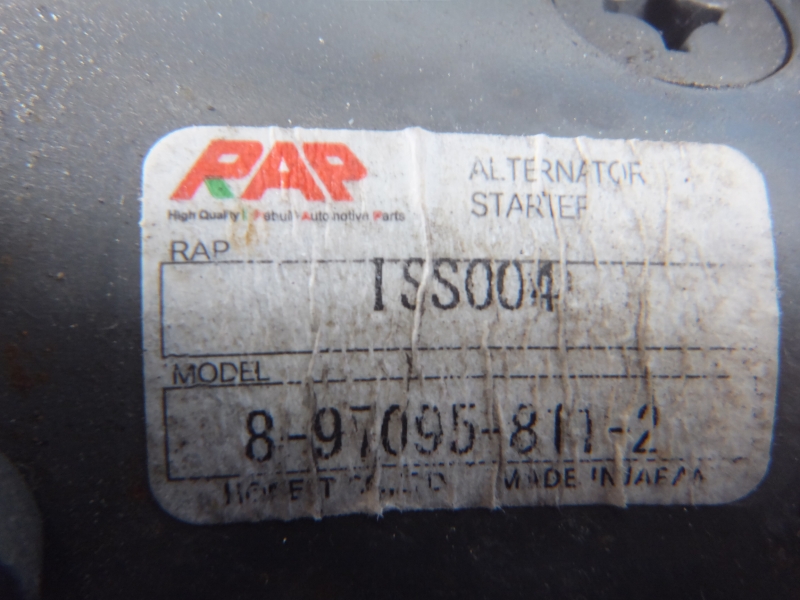 RAP
High Quality Rebuilt Automotive Parts
ALTERNATOR
STARTER
RAP
ISS004
MODEL
8-97095-811-2
MADE IN JAPAN